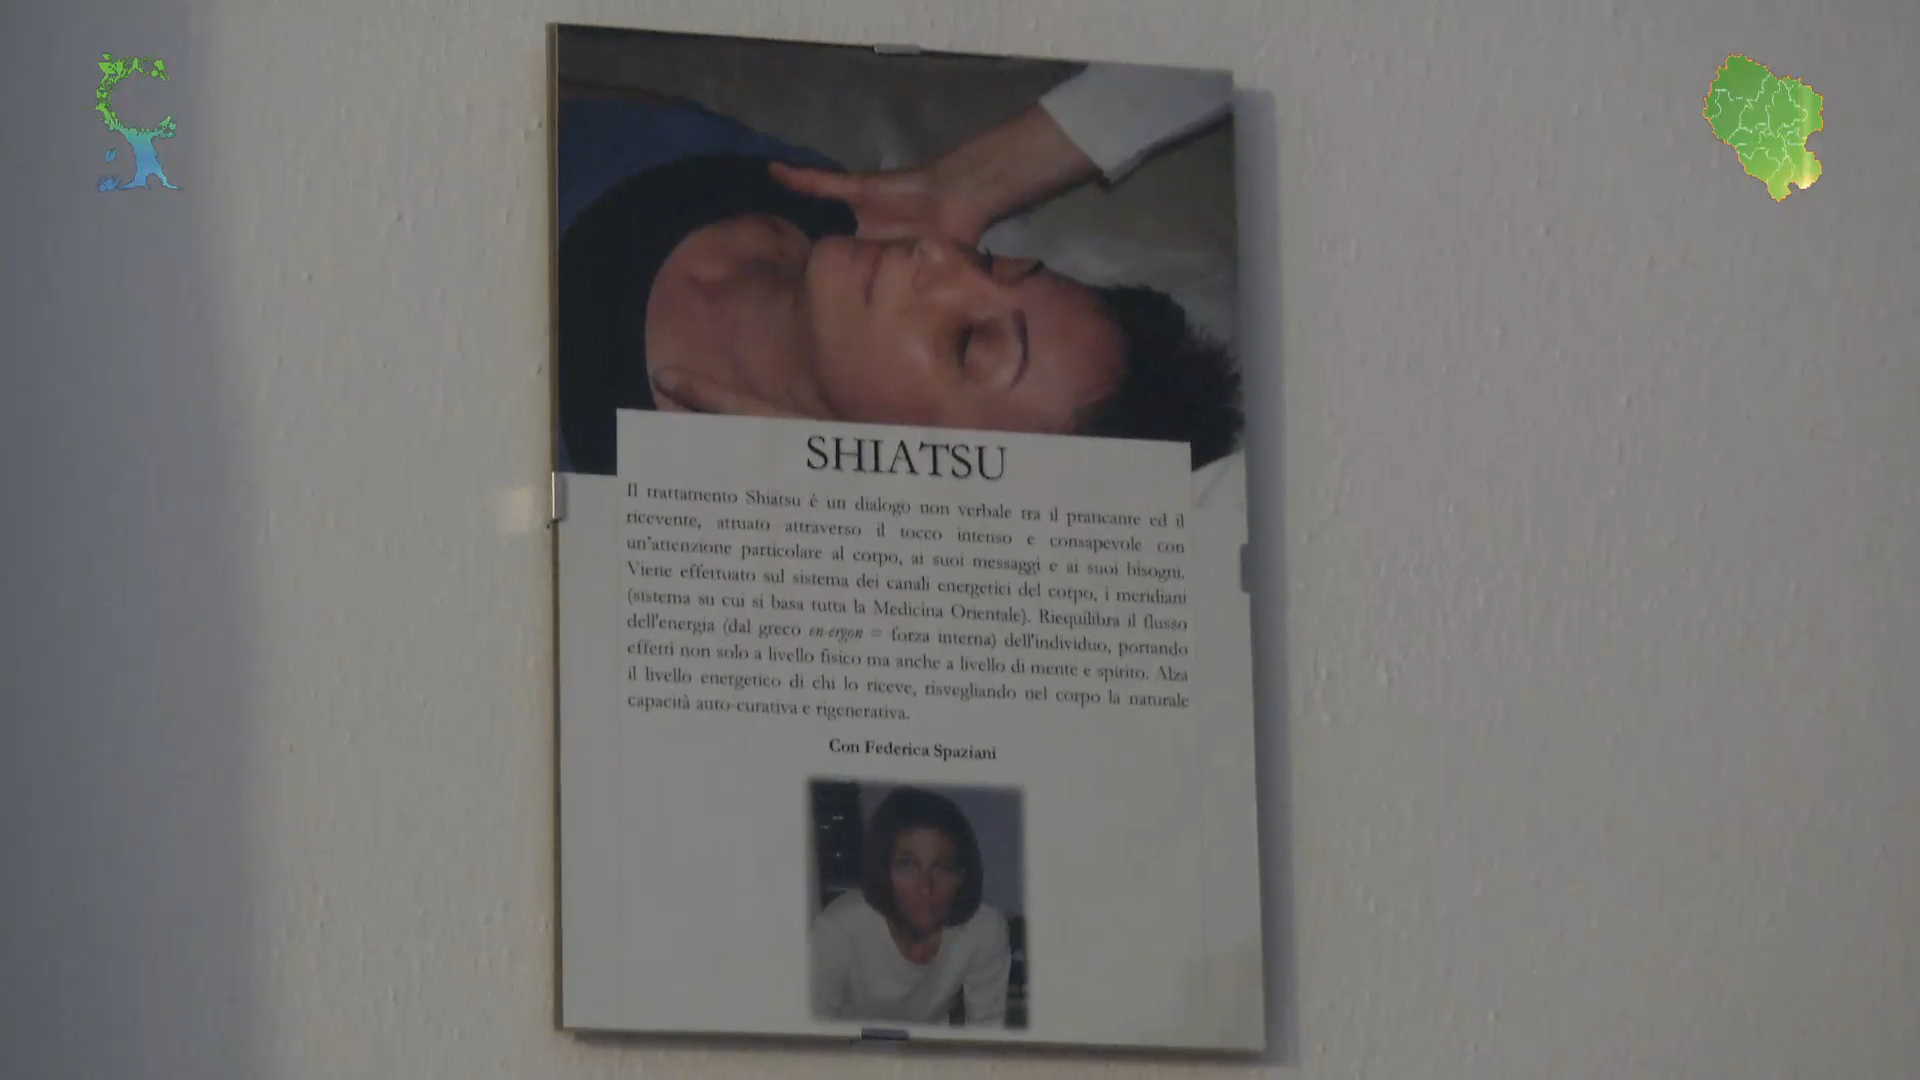 SHIATSU
Il trattamento Shiatsu è un dialogo non verbale tra il praticante ed il
ricevente, attuato attraverso il tocco intenso e consapevole con
un'attenzione particolare al corpo, ai suoi messaggi e ai suoi bisogni.
Viene effettuato sul sistema dei canali energetici del corpo, i meridiani
(sistema su cui si basa tutta la Medicina Orientale). Riequilibra il flusso
dell'energia (dal greco en-ergon = forza interna) dell'individuo, portando
effetti non solo a livello fisico ma anche a livello di mente e spirito. Alza
il livello energetico di chi lo riceve, risvegliando nel corpo la naturale
capacità auto-curativa e rigenerativa.
Con Federica Spaziani